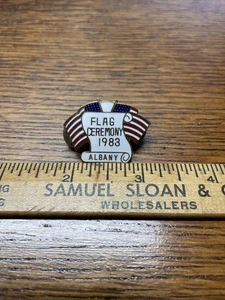 FLAG
CEREMONY
1983
ALBANY
1
2
3
4
SAMUEL SLOAN & C
WHOLESALERS